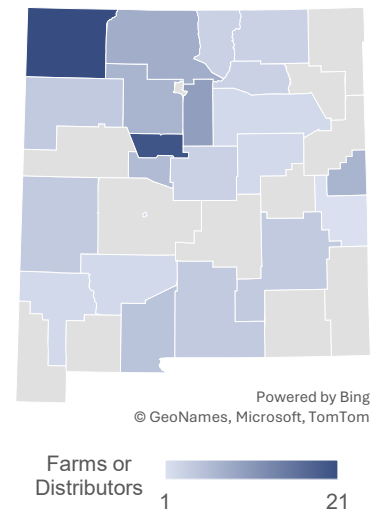 Powered by Bing
© GeoNames, Microsoft, TomTom
Farms or
Distributors
1
21